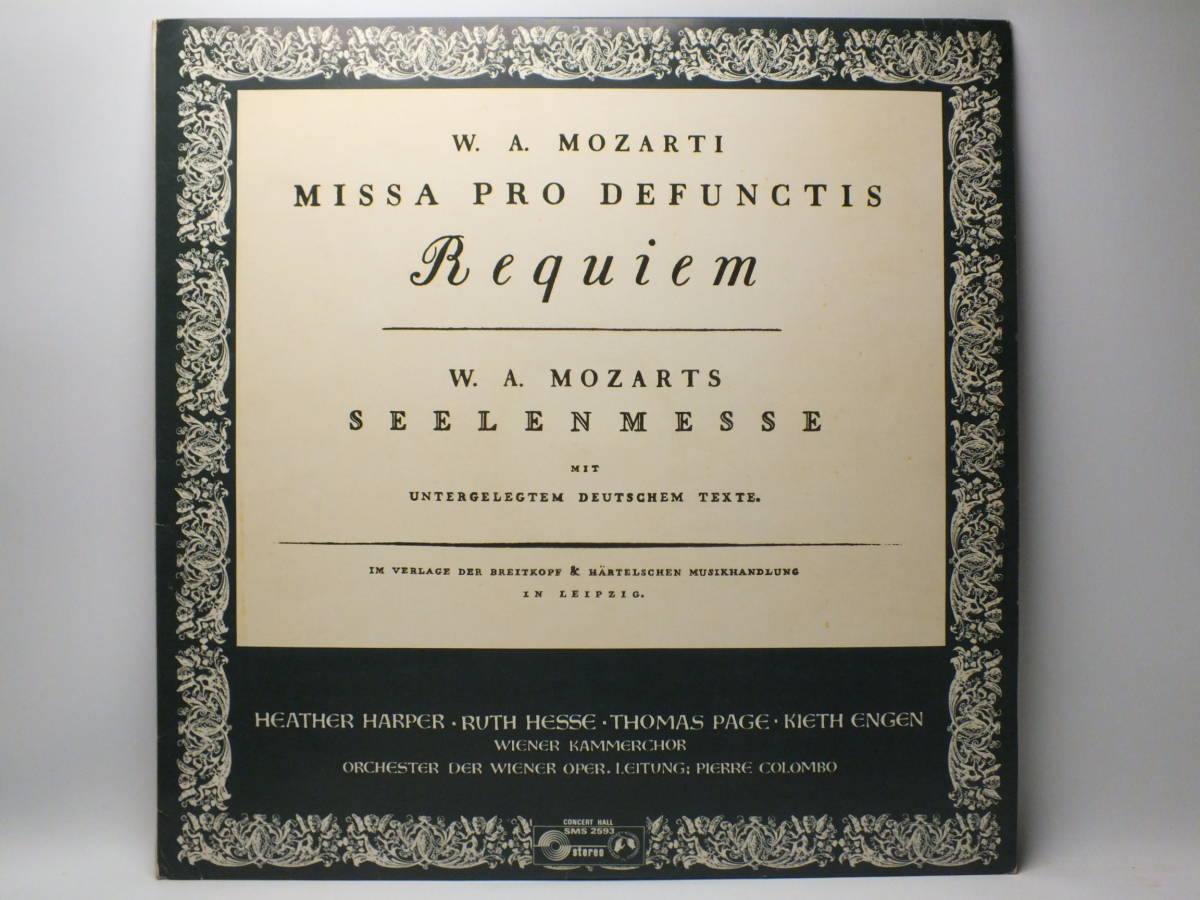 W. A. MOZARTI
MISSA PRO DEFUNCTIS
Requiem
W. A. MOZARTS
SEELENMESSE
MIT
UNTERGELEGTEM DEUTSCHEM TEXTE.
IM VERLAGE DER BREITKOPF & HÄRTELSCHEN MUSIKHANDLUNG
IN LEIPZIG.
HEATHER HARPER · RUTH HESSE · THOMAS PAGE · KIETH ENGEN
WIENER KAMMERCHOR
ORCHESTER DER WIENER OPER. LEITUNG: PIERRE COLOMBO
CONCERT HALL
SMS 2593
stereo